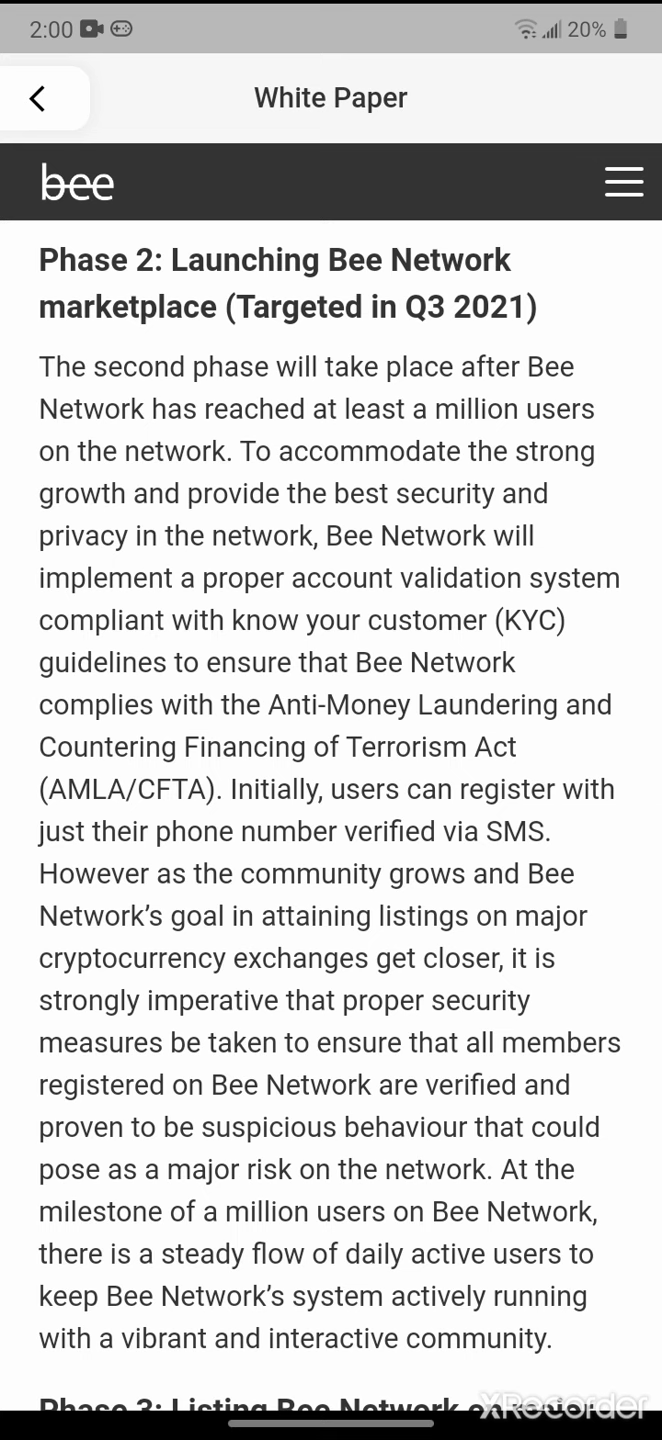 2:00
20%
White Paper
bee
Phase 2: Launching Bee Network
marketplace (Targeted in Q3 2021)
The second phase will take place after Bee
Network has reached at least a million users
on the network. To accommodate the strong
growth and provide the best security and
privacy in the network, Bee Network will
implement a proper account validation system
compliant with know your customer (KYC)
guidelines to ensure that Bee Network
complies with the Anti-Money Laundering and
Countering Financing of Terrorism Act
(AMLA/CFTA). Initially, users can register with
just their phone number verified via SMS.
However as the community grows and Bee
Network’s goal in attaining listings on major
cryptocurrency exchanges get closer, it is
strongly imperative that proper security
measures be taken to ensure that all members
registered on Bee Network are verified and
proven to be suspicious behaviour that could
pose as a major risk on the network. At the
milestone of a million users on Bee Network,
there is a steady flow of daily active users to
keep Bee Network’s system actively running
with a vibrant and interactive community.
Phase 3: Listing Bee Network on major
XRecorder